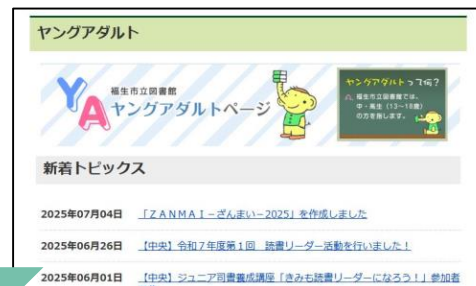 ヤングアダルト
YA
福生市立図書館
ヤングアダルトページ
ヤングアダルトって何?
福生市立図書館では、
中・高生(13~18歳)
の方を指します。
新着トピックス
2025年07月04日 「ZANMAI-ざんまい-2025」を作成しました
2025年06月26日 【中央】令和7年度第1回 読書リーダー活動を行いました!
2025年06月01日 【中央】ジュニア司書養成講座「きみも読書リーダーになろう!」参加者